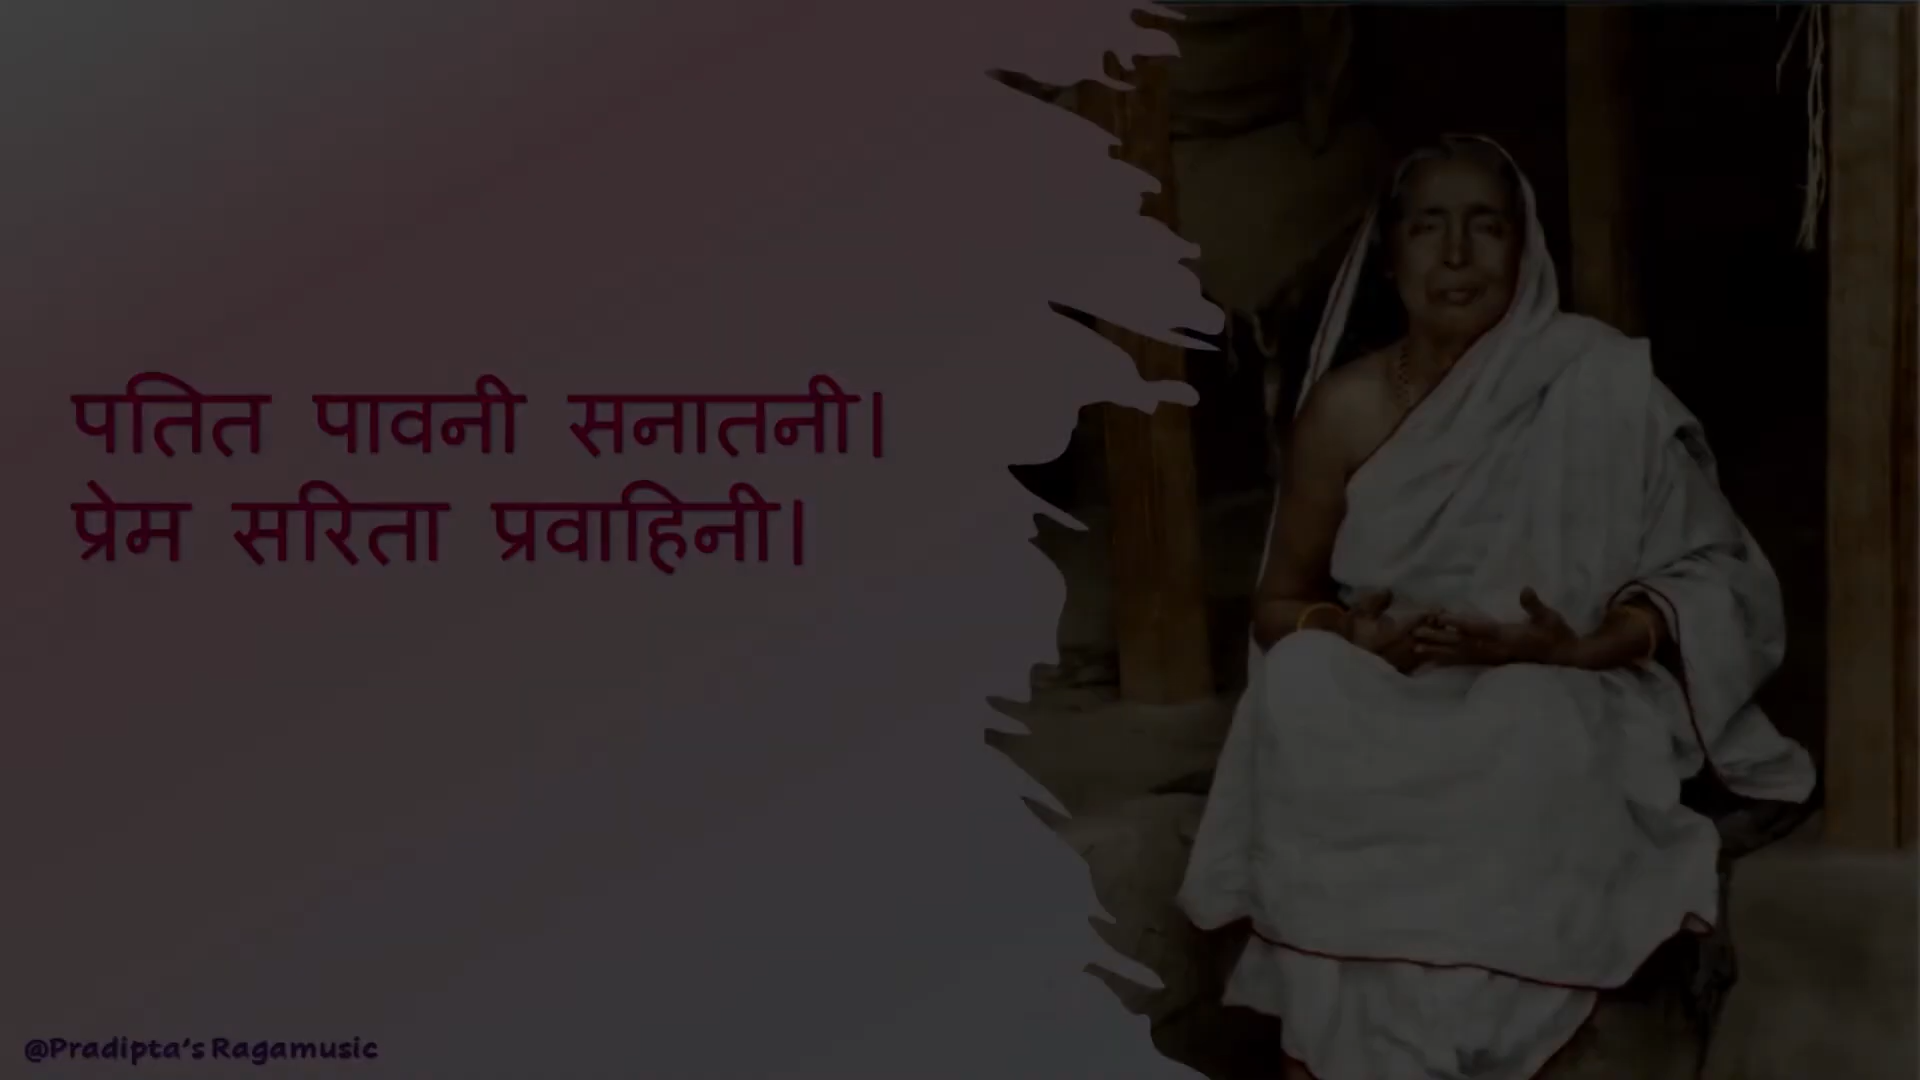 पतित पावनी सनातनी।
प्रेम सरिता प्रवाहिनी।
@Pradipta's Ragamusic